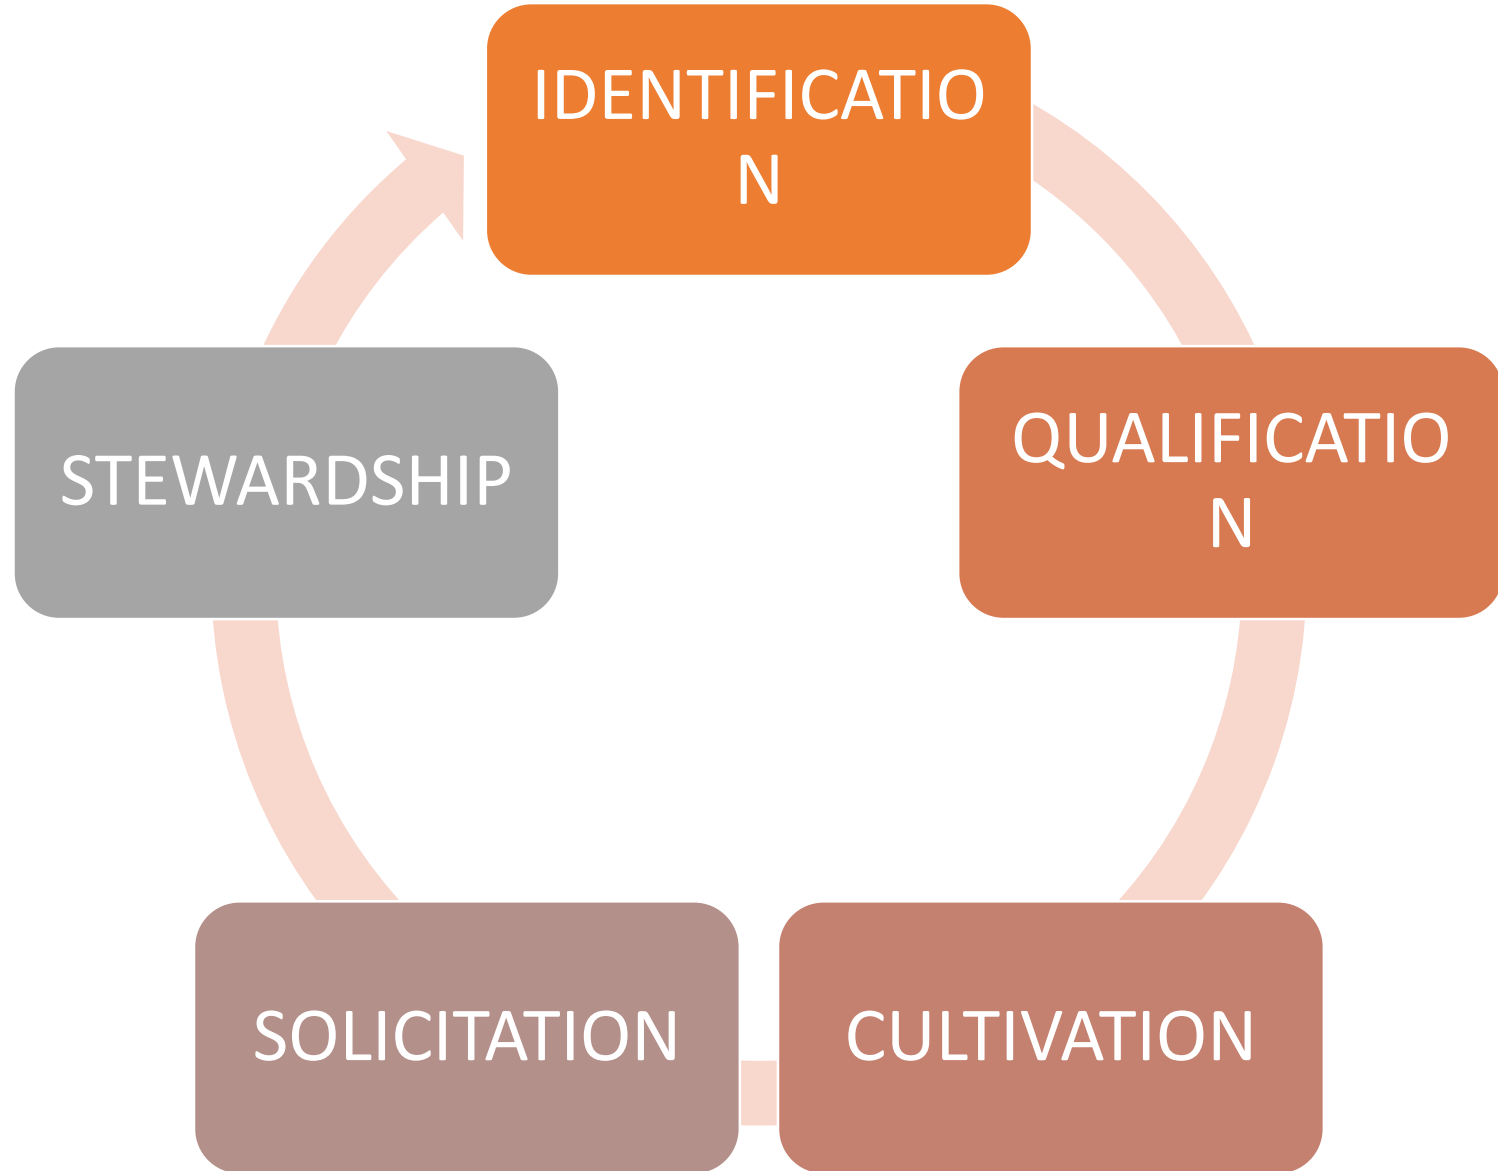 IDENTIFICATIO
N
QUALIFICATIO
N
CULTIVATION
SOLICITATION
STEWARDSHIP